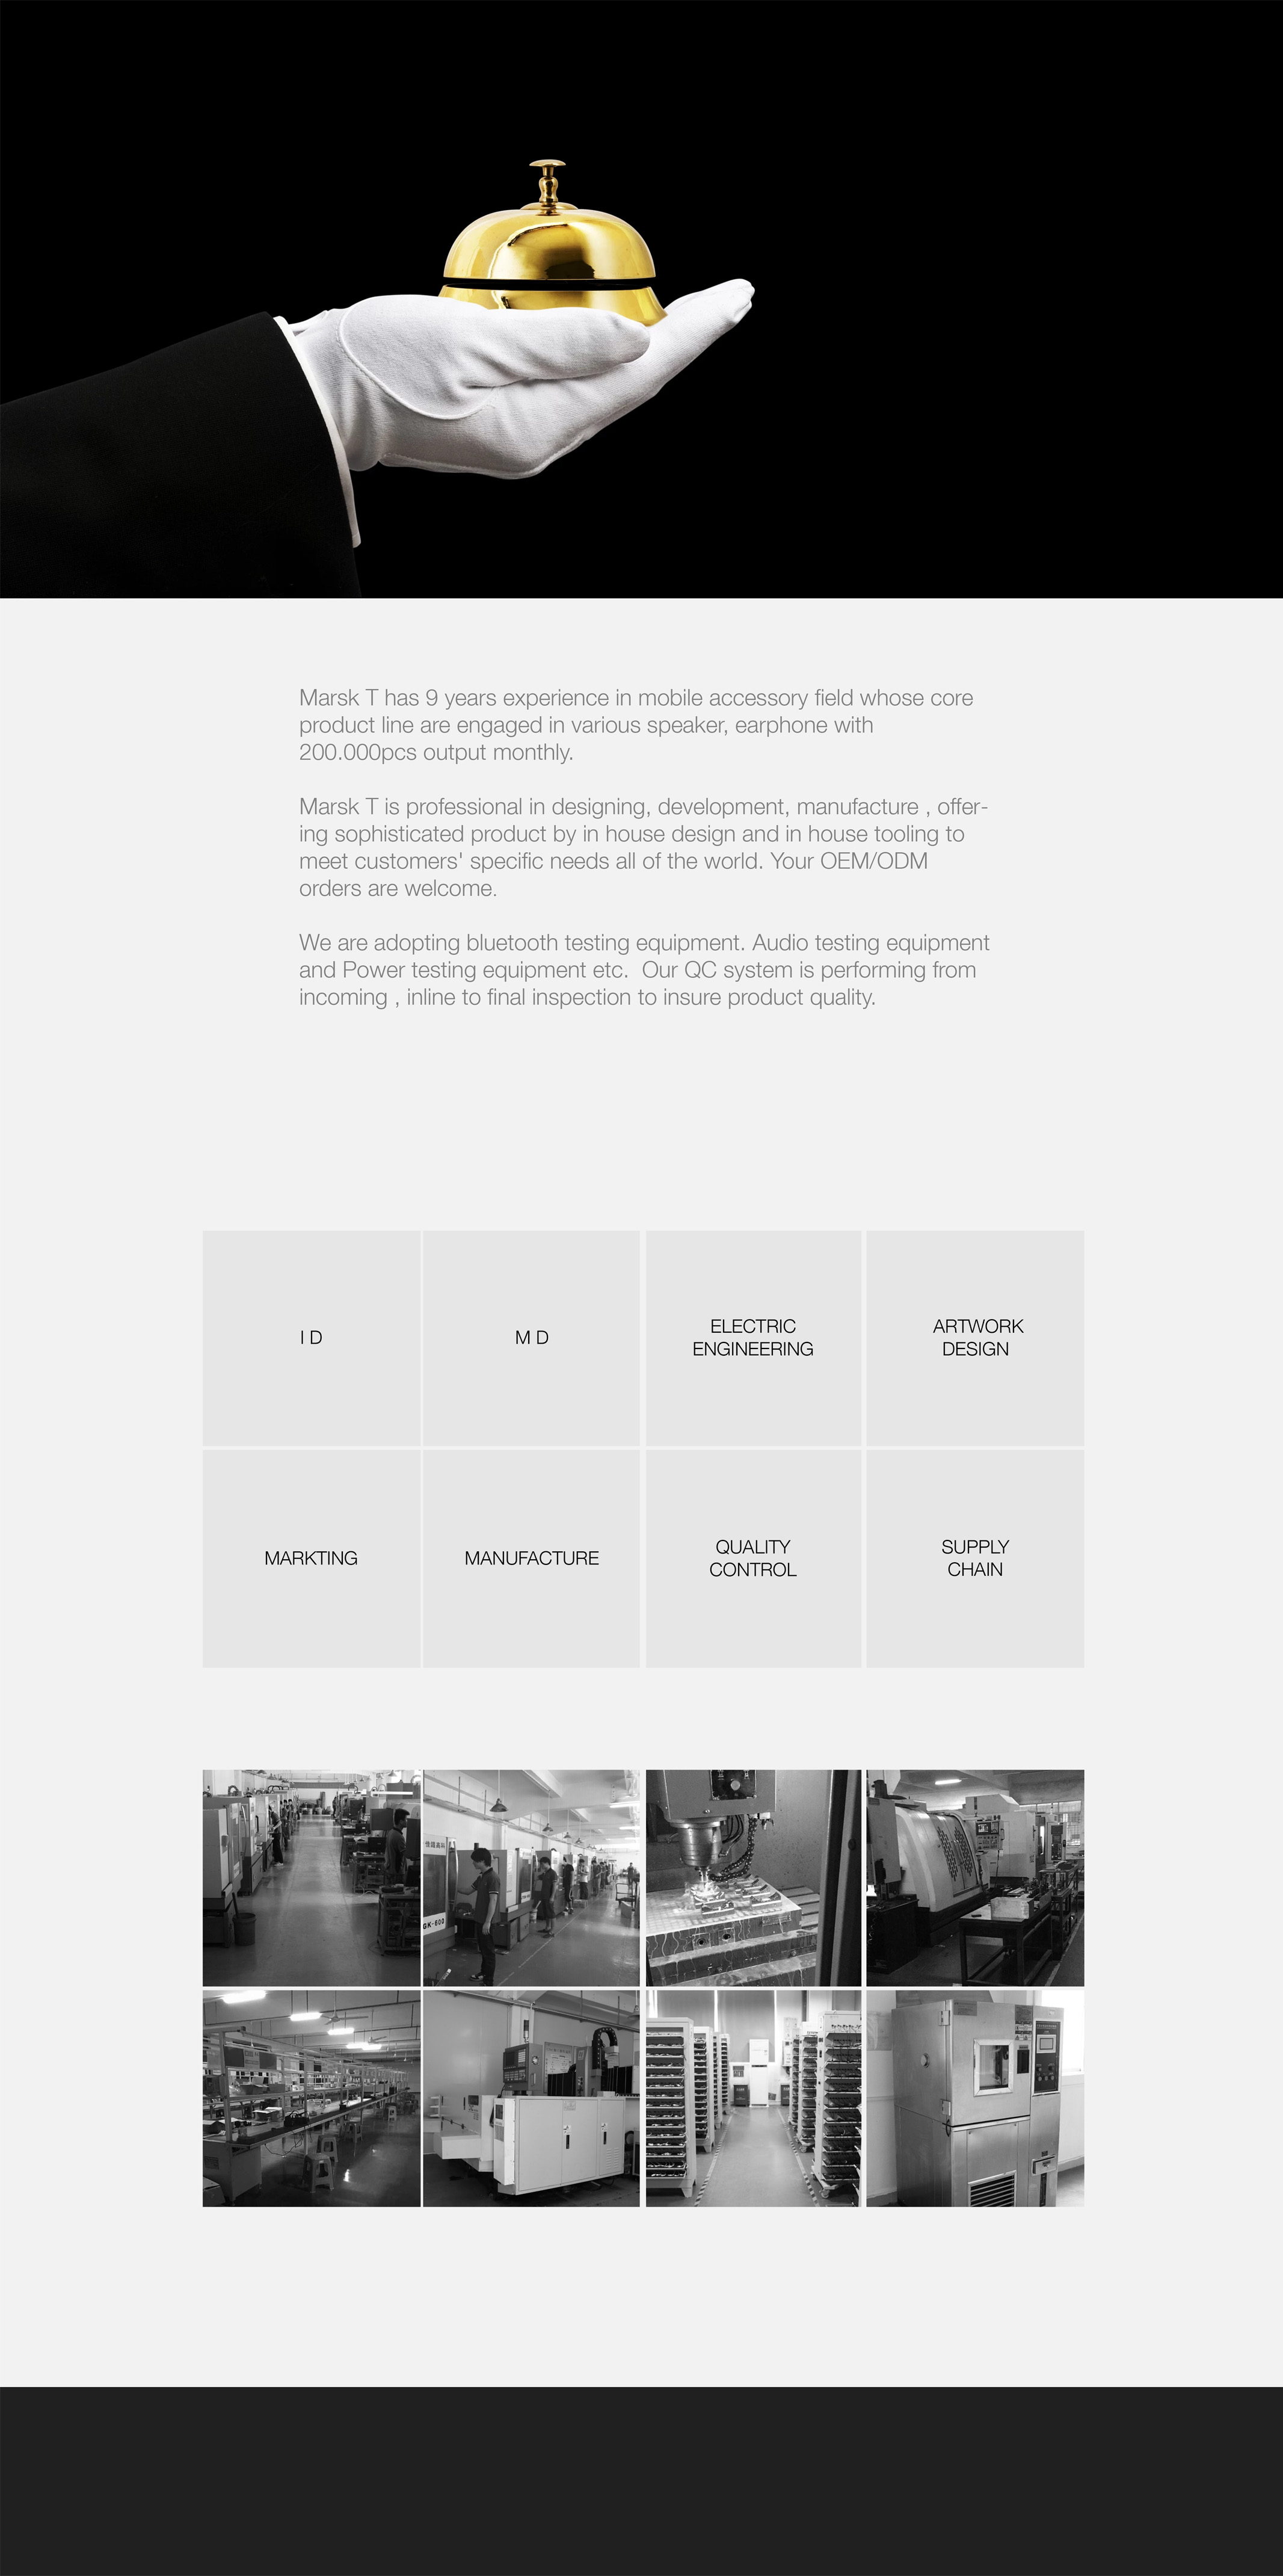 Marsk T has 9 years experience in mobile accessory field whose core
product line are engaged in various speaker, earphone with
200.000pcs output monthly.
Marsk T is professional in designing, development, manufacture , offer-
ing sophisticated product by in house design and in house tooling to
meet customers' specific needs all of the world. Your OEM/ODM
orders are welcome.
We are adopting bluetooth testing equipment. Audio testing equipment
and Power testing equipment etc.  Our QC system is performing from
incoming , inline to final inspection to insure product quality.
I D
M D
ELECTRIC
ENGINEERING
ARTWORK
DESIGN
MARKTING
MANUFACTURE
QUALITY
CONTROL
SUPPLY
CHAIN
GK-600